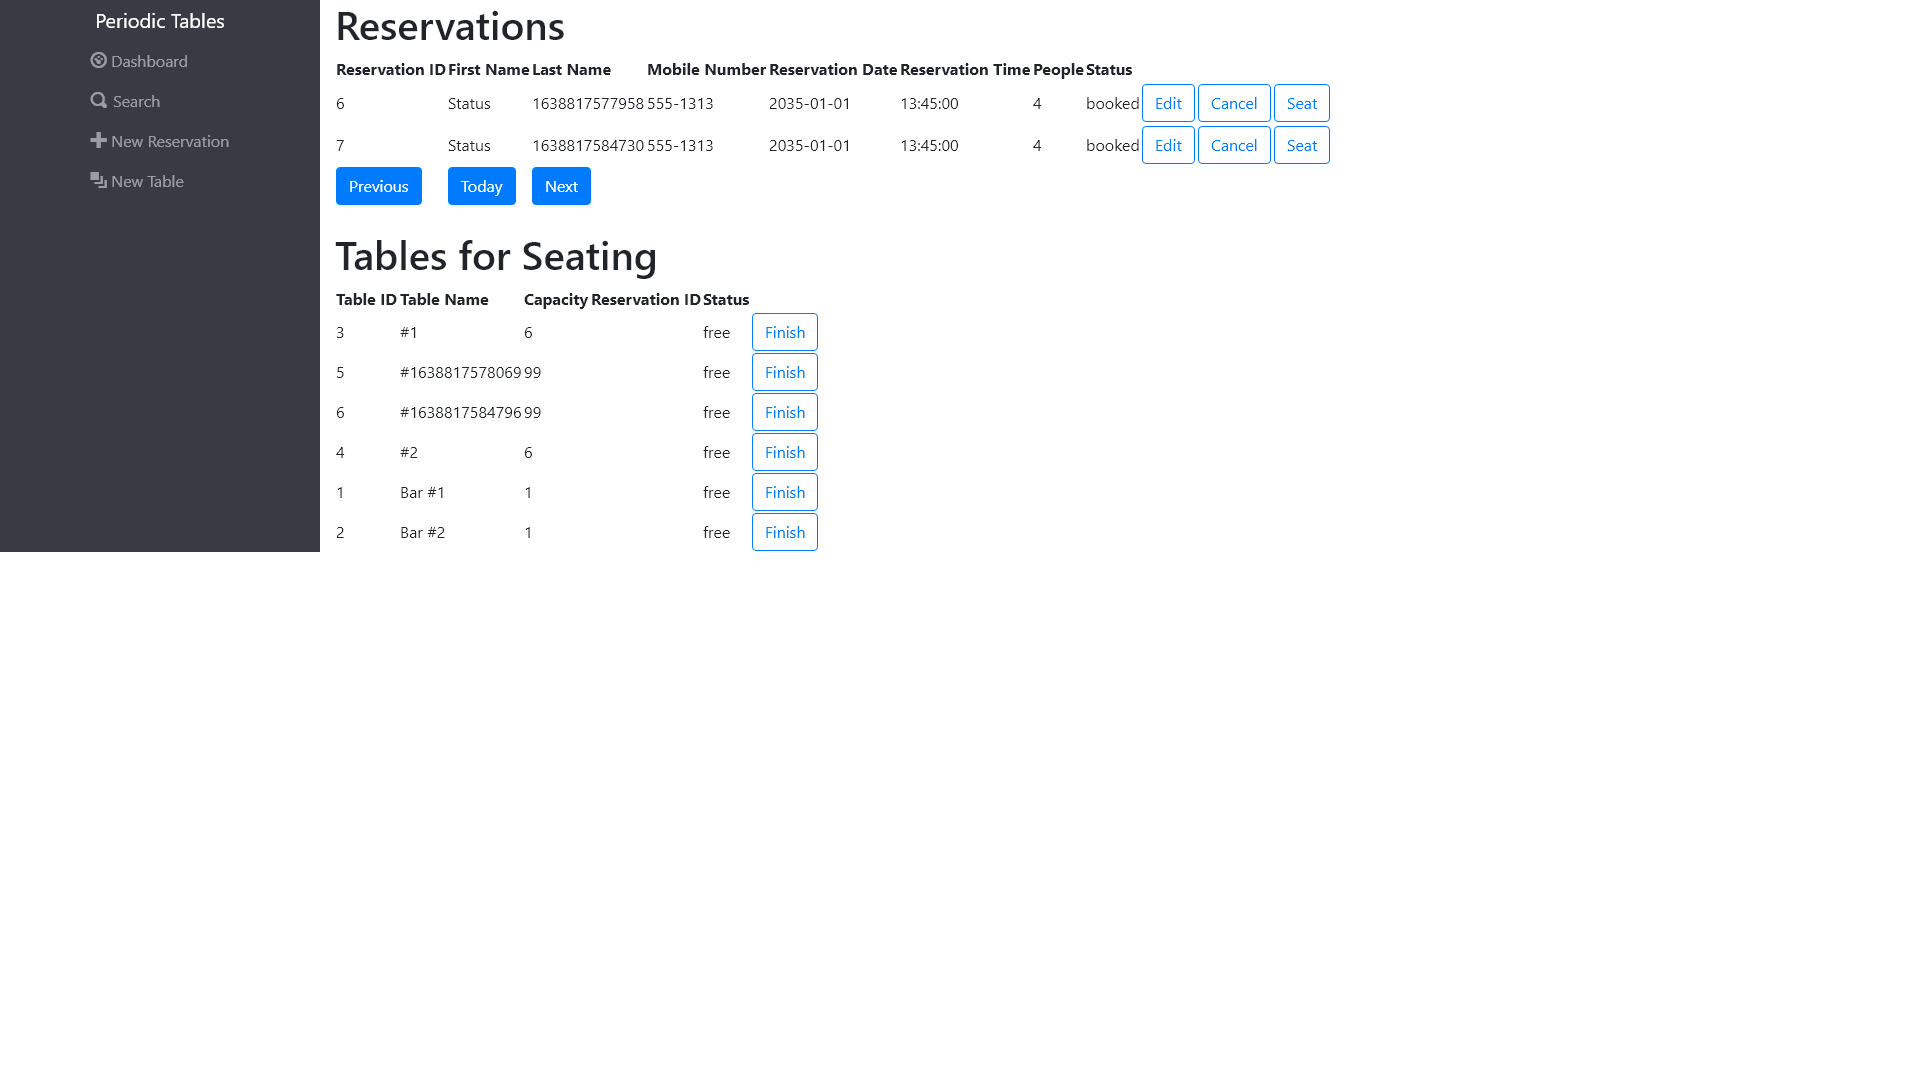 Periodic Tables
Dashboard
Search
New Reservation
New Table
Reservations
Reservation ID First Name Last Name Mobile Number Reservation Date Reservation Time People Status
6 Status 1638817577958 555-1313 2035-01-01 13:45:00 4 booked Edit Cancel Seat
7 Status 1638817584730 555-1313 2035-01-01 13:45:00 4 booked Edit Cancel Seat
Previous Today Next
Tables for Seating
Table ID Table Name Capacity Reservation ID Status
3 #1 6 free Finish
5 #1638817578069 99 free Finish
6 #1638817584796 99 free Finish
4 #2 6 free Finish
1 Bar #1 1 free Finish
2 Bar #2 1 free Finish